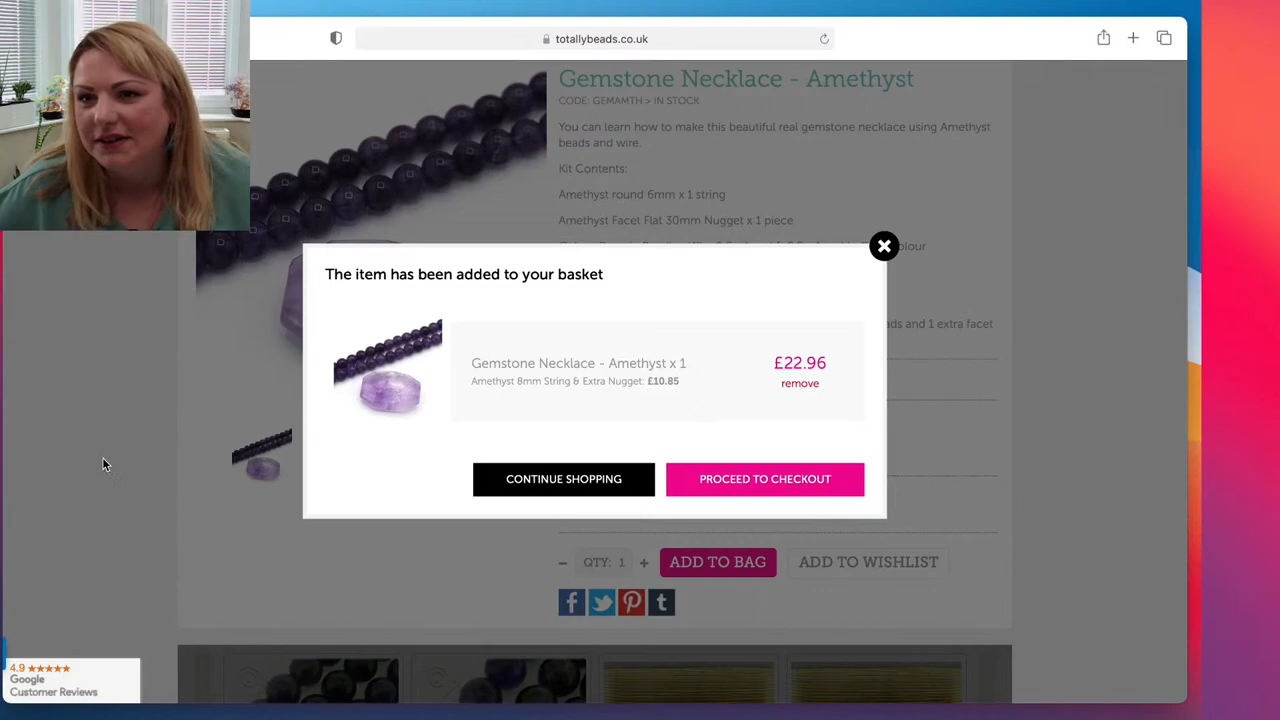 totallybeads.co.uk
Gemstone Necklace - Amethyst
CODE: GEMAMTH > IN STOCK
You can learn how to make this beautiful real gemstone necklace using Amethyst
beads and wire.
Kit Contents:
Amethyst round 6mm x 1 string
Amethyst Facet Flat 30mm Nugget x 1 piece
The item has been added to your basket
Gemstone Necklace - Amethyst x 1
Amethyst 8mm String & Extra Nugget: £10.85
£22.96
remove
and 1 extra facet
CONTINUE SHOPPING
PROCEED TO CHECKOUT
− QTY: 1 +
ADD TO BAG
ADD TO WISHLIST
f
P
t
4.9 ★★★★★
Google
Customer Reviews